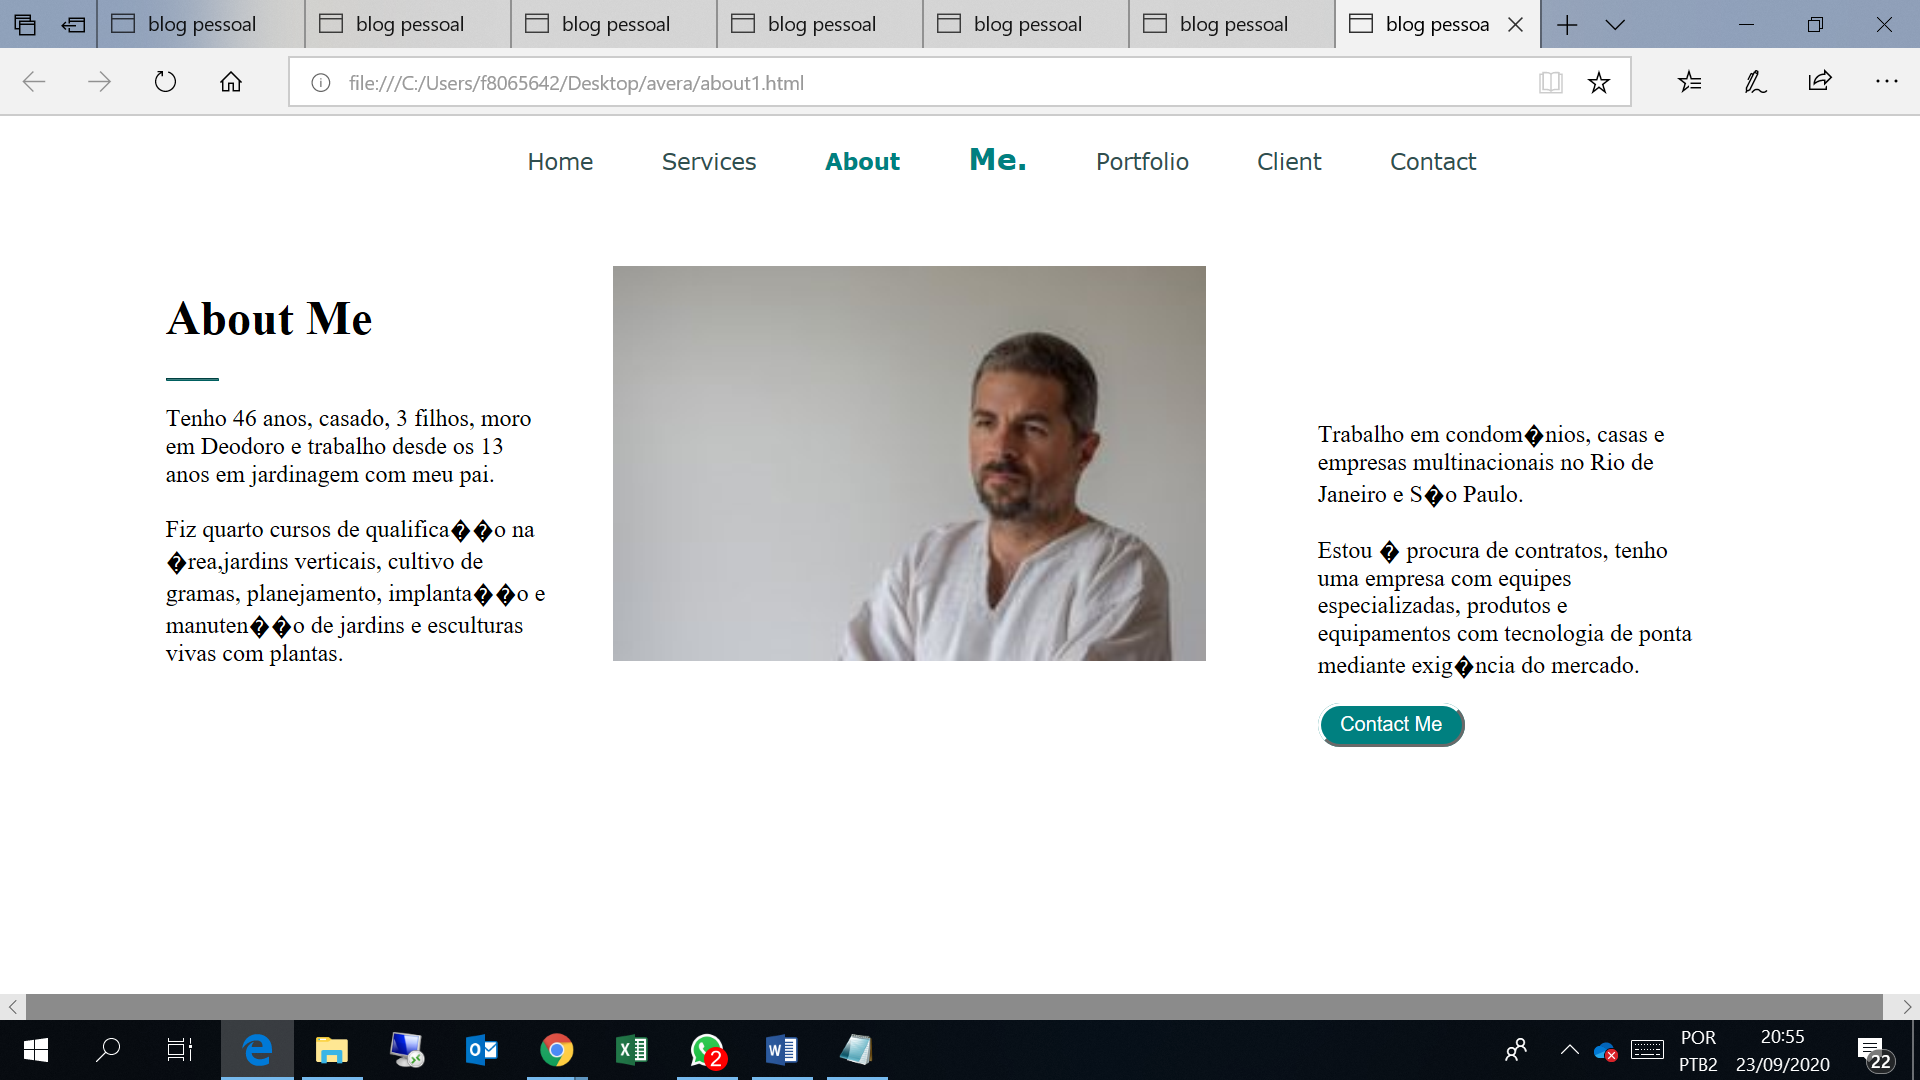 blog pessoal
blog pessoal
blog pessoal
blog pessoal
blog pessoal
blog pessoal
blog pessoa
file:///C:/Users/f8065642/Desktop/avera/about1.html
Home Services About Me. Portfolio Client Contact
About Me
Tenho 46 anos, casado, 3 filhos, moro
em Deodoro e trabalho desde os 13
anos em jardinagem com meu pai.
Fiz quarto cursos de qualifica��o na
�rea,jardins verticais, cultivo de
gramas, planejamento, implanta��o e
manuten��o de jardins e esculturas
vivas com plantas.
Trabalho em condom�nios, casas e
empresas multinacionais no Rio de
Janeiro e S�o Paulo.
Estou � procura de contratos, tenho
uma empresa com equipes
especializadas, produtos e
equipamentos com tecnologia de ponta
mediante exig�ncia do mercado.
Contact Me
2
POR
PTB2
20:55
23/09/2020
22